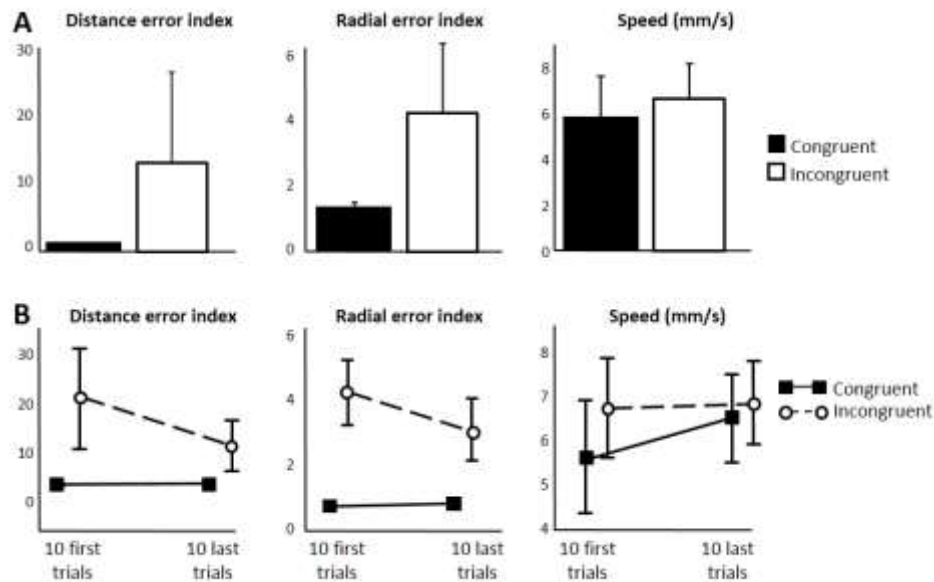 A
Distance error index
Radial error index
Speed (mm/s)
30
20
10
0
6
4
2
0
8
6
4
2
0
Congruent
Incongruent
B
Distance error index
Radial error index
Speed (mm/s)
30
20
10
0
6
4
2
0
8
7
6
5
4
Congruent
Incongruent
10 first
trials
10 last
trials
10 first
trials
10 last
trials
10 first
trials
10 last
trials